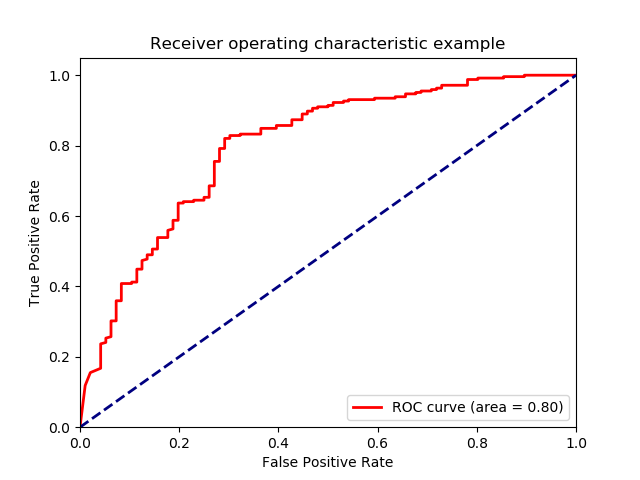 Receiver operating characteristic example
True Positive Rate
1.0
0.8
0.6
0.4
0.2
0.0
ROC curve (area = 0.80)
0.0 0.2 0.4 0.6 0.8 1.0
False Positive Rate